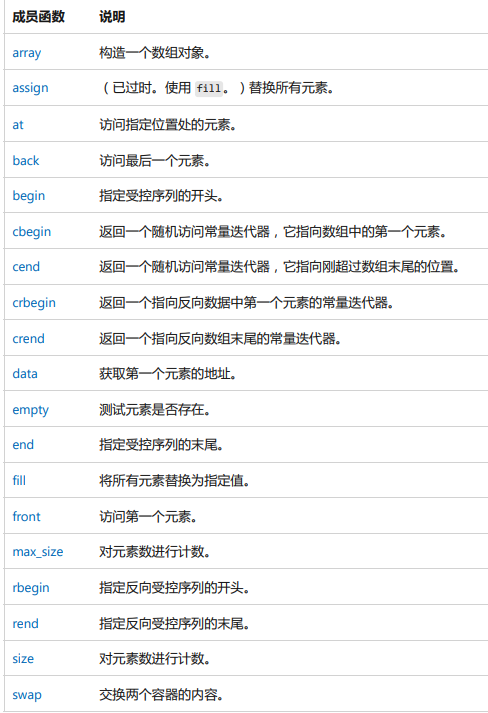 成员函数 说明
array 构造一个数组对象。
assign （已过时。使用 fill。）替换所有元素。
at 访问指定位置处的元素。
back 访问最后一个元素。
begin 指定受控序列的开头。
cbegin 返回一个随机访问常量迭代器，它指向数组中的第一个元素。
cend 返回一个随机访问常量迭代器，它指向刚超过数组末尾的位置。
crbegin 返回一个指向反向数据中第一个元素的常量迭代器。
crend 返回一个指向反向数组末尾的常量迭代器。
data 获取第一个元素的地址。
empty 测试元素是否存在。
end 指定受控序列的末尾。
fill 将所有元素替换为指定值。
front 访问第一个元素。
max_size 对元素数进行计数。
rbegin 指定反向受控序列的开头。
rend 指定反向受控序列的末尾。
size 对元素数进行计数。
swap 交换两个容器的内容。